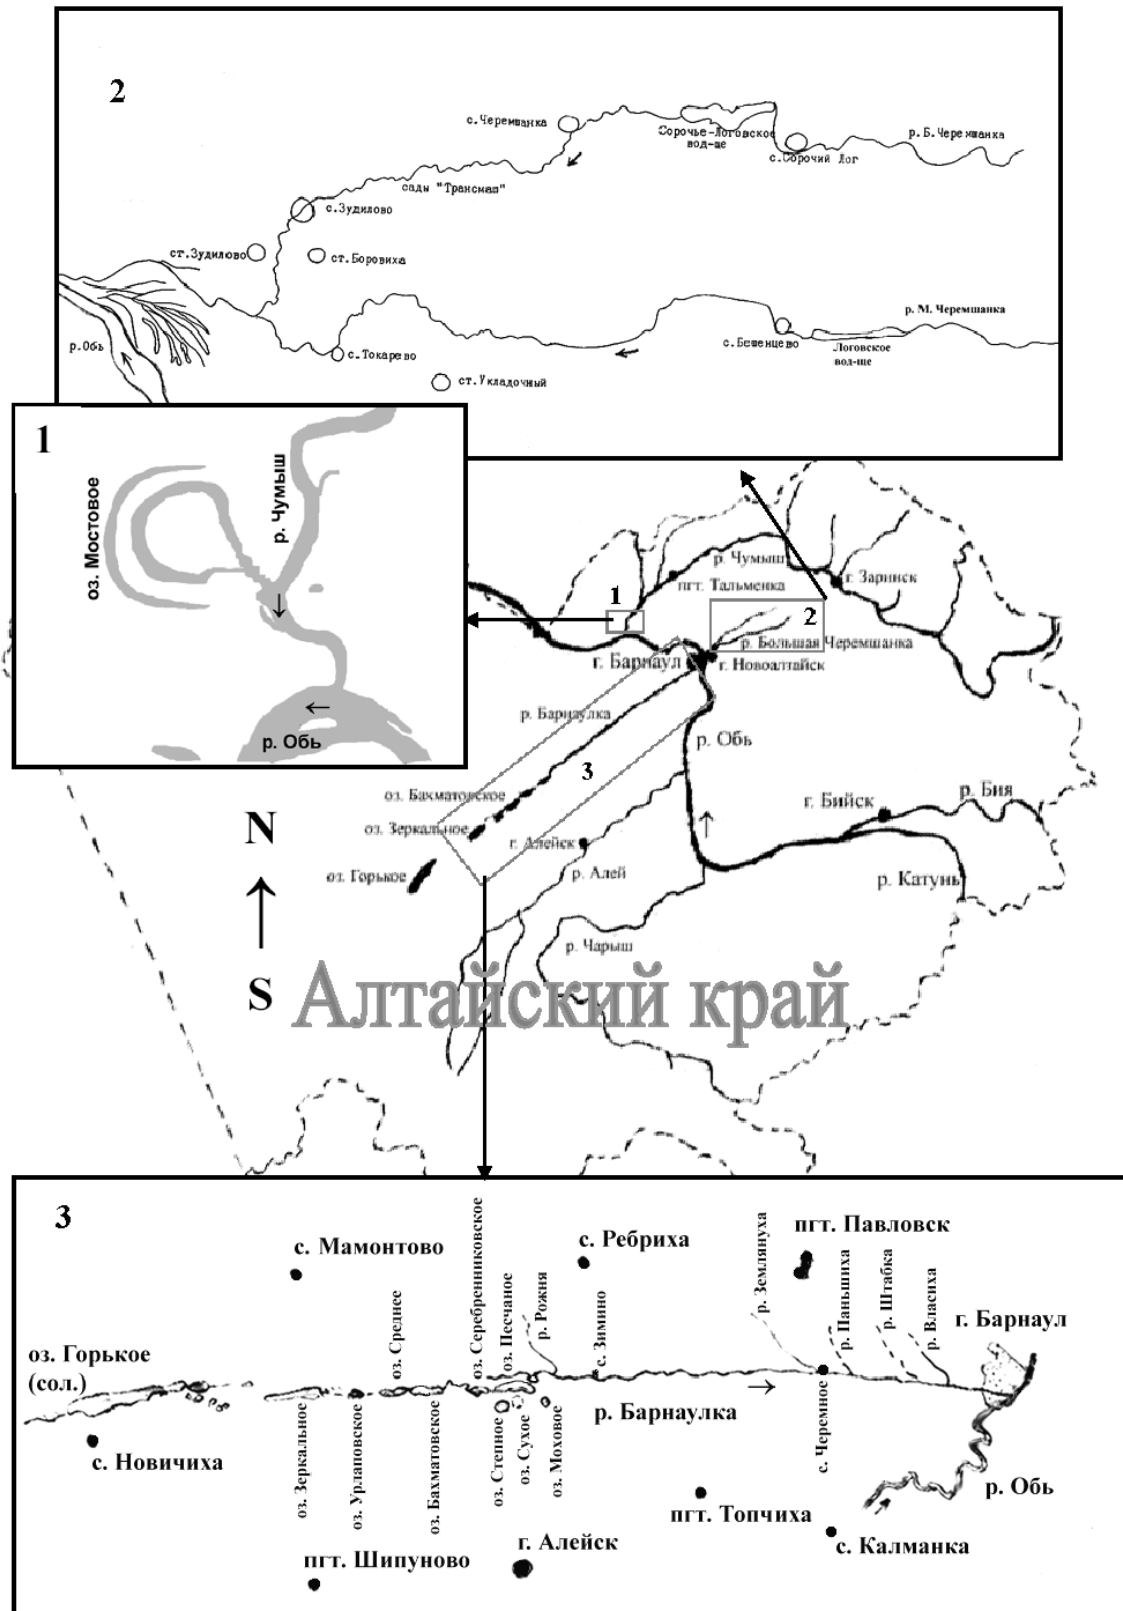 2
с.Черемшанка
Сорочье-Логовское
вод-ще
р.Б.Черемшанка
с.Сорочий Лог
сады "Трансмаш"
с.Зудилово
ст.Зудилово
ст.Боровиха
р.Обь
с.Токарево
ст.Укладочный
с.Бешенцево
Логовское
вод-ще
р. М. Черемшанка
1
оз. Мостовое
р. Чумыш
р. Обь
р. Чумыш
пгт. Тальменка
г. Заринск
1
2
р. Большая Черемшанка
г. Барнаул
г. Новоалтайск
р. Барнаулка
р. Обь
3
оз. Бахматовское
оз. Зеркальное
г. Алейск
оз. Горькое
р. Алей
г. Бийск
р. Бия
р. Катунь
р. Чарыш
N
S
Алтайский край
3
с. Мамонтово
с. Ребриха
пгт. Павловск
г. Барнаул
оз. Горькое
(сол.)
оз. Среднее
оз. Серебренниковское
оз. Песчаное
р. Рожня
с. Зимино
р. Земляnуха
р. Паньшиха
р. Штабка
р. Власиха
оз. Зеркальное
оз. Урлаповское
оз. Бахматовское
оз. Степное
оз. Сухое
оз. Моховое
р. Барнаулка
с. Черемное
с. Новичиха
р. Обь
пгт. Топчиха
с. Калманка
г. Алейск
пгт. Шипуново